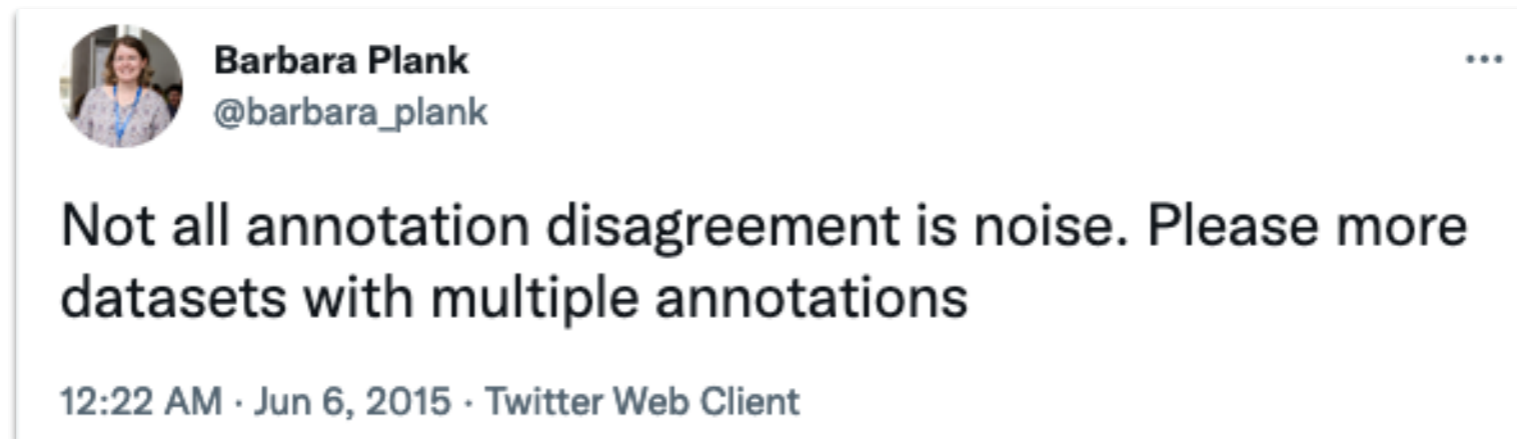 Barbara Plank
@barbara_plank
Not all annotation disagreement is noise. Please more
datasets with multiple annotations
12:22 AM · Jun 6, 2015 · Twitter Web Client